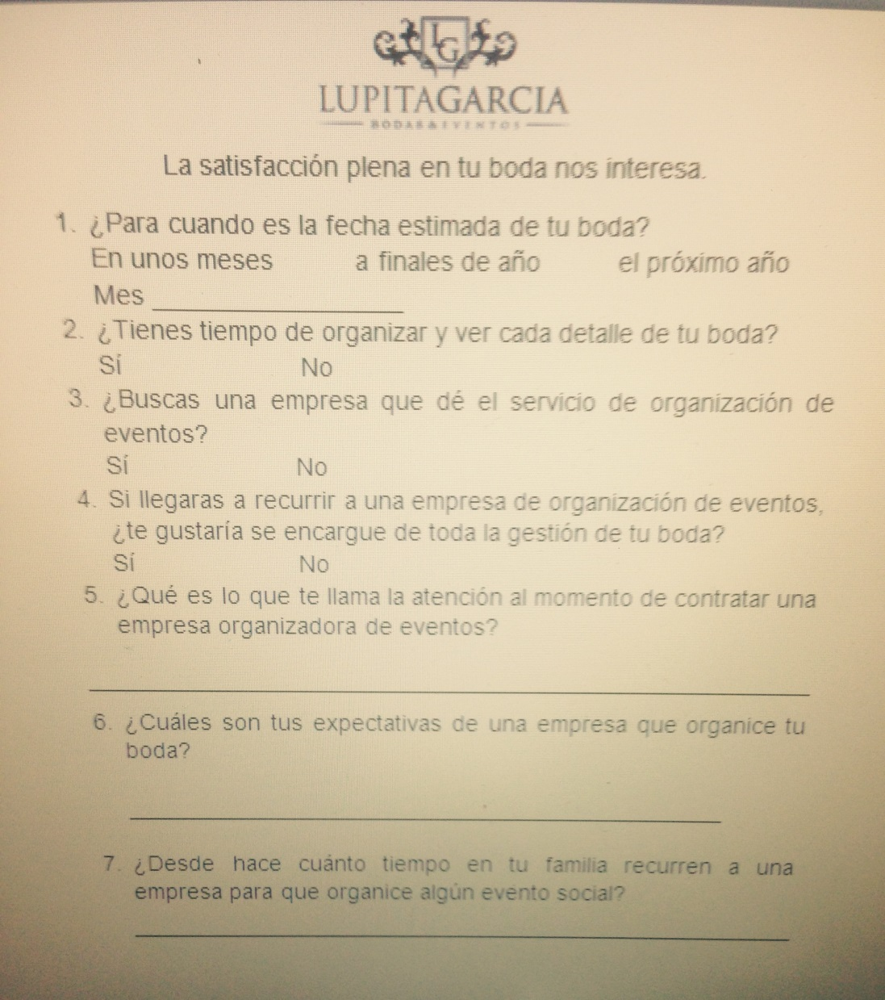 LG
LUPITAGARCIA
BODAS & EVENTOS
La satisfacción plena en tu boda nos interesa.
1. ¿Para cuando es la fecha estimada de tu boda?
En unos meses a finales de año el próximo año
Mes
2. ¿Tienes tiempo de organizar y ver cada detalle de tu boda?
Sí No
3. ¿Buscas una empresa que dé el servicio de organización de
eventos?
Sí No
4. Si llegaras a recurrir a una empresa de organización de eventos,
¿te gustaría se encargue de toda la gestión de tu boda?
Sí No
5. ¿Qué es lo que te llama la atención al momento de contratar una
empresa organizadora de eventos?
6. ¿Cuáles son tus expectativas de una empresa que organice tu
boda?
7. ¿Desde hace cuánto tiempo en tu familia recurren a una
empresa para que organice algún evento social?